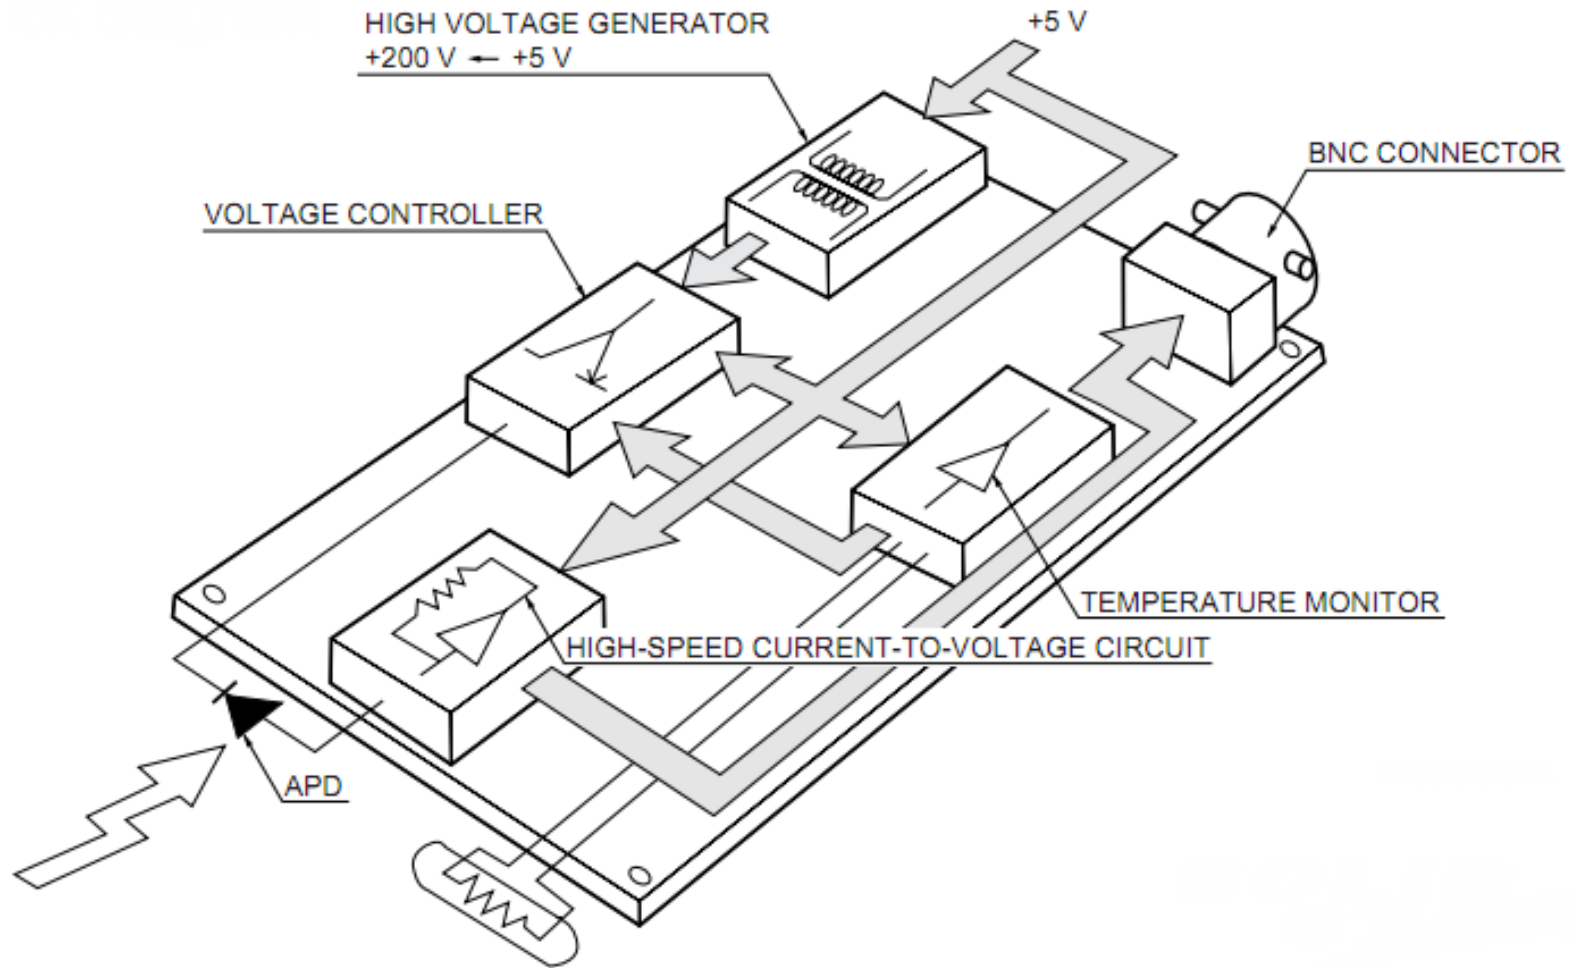 HIGH VOLTAGE GENERATOR
+200 V ← +5 V
+5 V
BNC CONNECTOR
VOLTAGE CONTROLLER
TEMPERATURE MONITOR
HIGH-SPEED CURRENT-TO-VOLTAGE CIRCUIT
APD